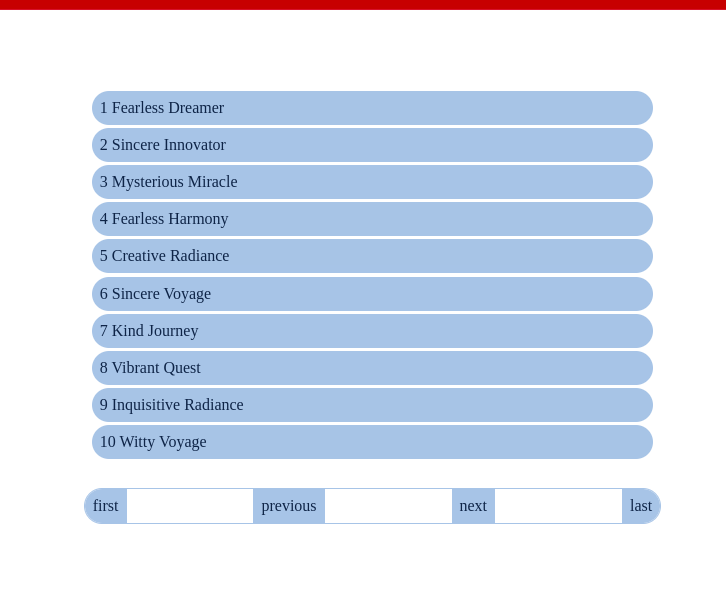 1 Fearless Dreamer
2 Sincere Innovator
3 Mysterious Miracle
4 Fearless Harmony
5 Creative Radiance
6 Sincere Voyage
7 Kind Journey
8 Vibrant Quest
9 Inquisitive Radiance
10 Witty Voyage
first previous next last